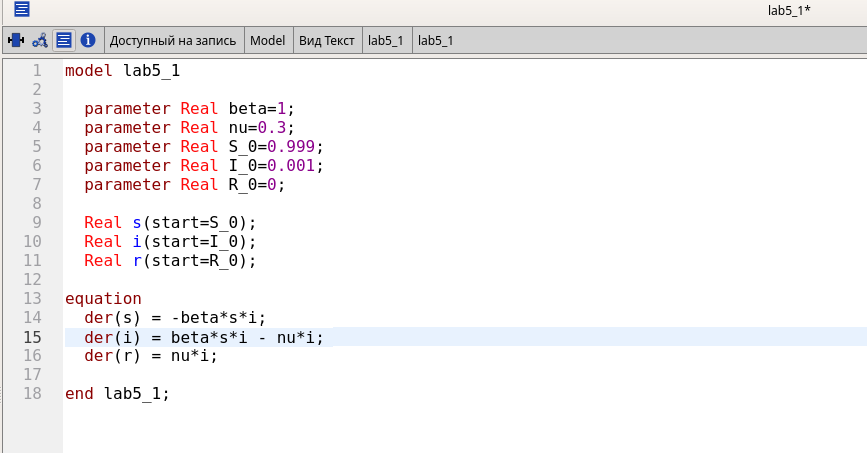 lab5_1*
Доступный на запись Model Вид Текст lab5_1 lab5_1
1 model lab5_1
2
3 parameter Real beta=1;
4 parameter Real nu=0.3;
5 parameter Real S_0=0.999;
6 parameter Real I_0=0.001;
7 parameter Real R_0=0;
8
9 Real s(start=S_0);
10 Real i(start=I_0);
11 Real r(start=R_0);
12
13 equation
14 der(s) = -beta*s*i;
15 der(i) = beta*s*i - nu*i;
16 der(r) = nu*i;
17
18 end lab5_1;